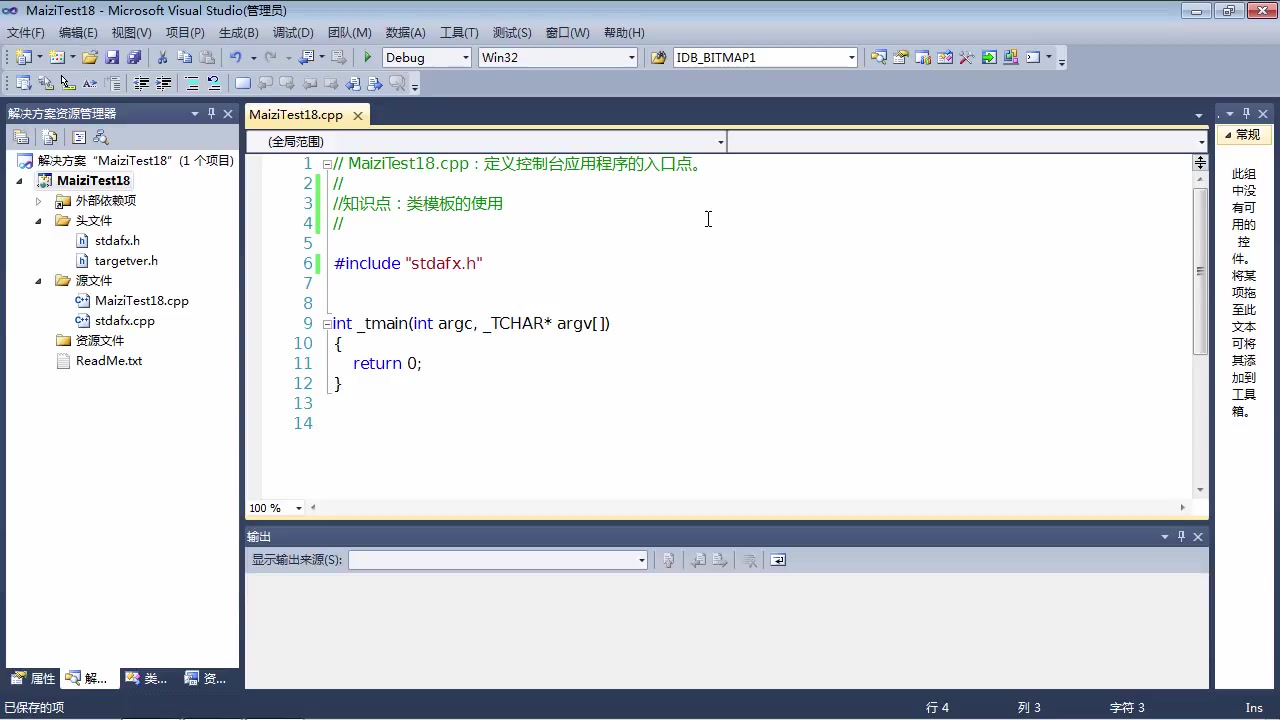 MaiziTest18 - Microsoft Visual Studio(管理员)
文件(F) 编辑(E) 视图(V) 项目(P) 生成(B) 调试(D) 团队(M) 数据(A) 工具(T) 测试(S) 窗口(W) 帮助(H)
Debug Win32 IDB_BITMAP1
解决方案资源管理器
解决方案 "MaiziTest18" (1 个项目)
MaiziTest18
外部依赖项
头文件
stdafx.h
targetver.h
源文件
MaiziTest18.cpp
stdafx.cpp
资源文件
ReadMe.txt
属性 解... 类... 资...
MaiziTest18.cpp
(全局范围)
1 // MaiziTest18.cpp : 定义控制台应用程序的入口点。
2 //
3 //知识点：类模板的使用
4 //
5
6 #include "stdafx.h"
7
8
9 int _tmain(int argc, _TCHAR* argv[])
10 {
11 return 0;
12 }
13
14
100 %
输出
显示输出来源(S):
常规
此组
中没
有可
用的
控
件。
将某
项拖
至此
文本
可将
其添
加到
工具
箱。
已保存的项 行 4 列 3 字符 3 Ins